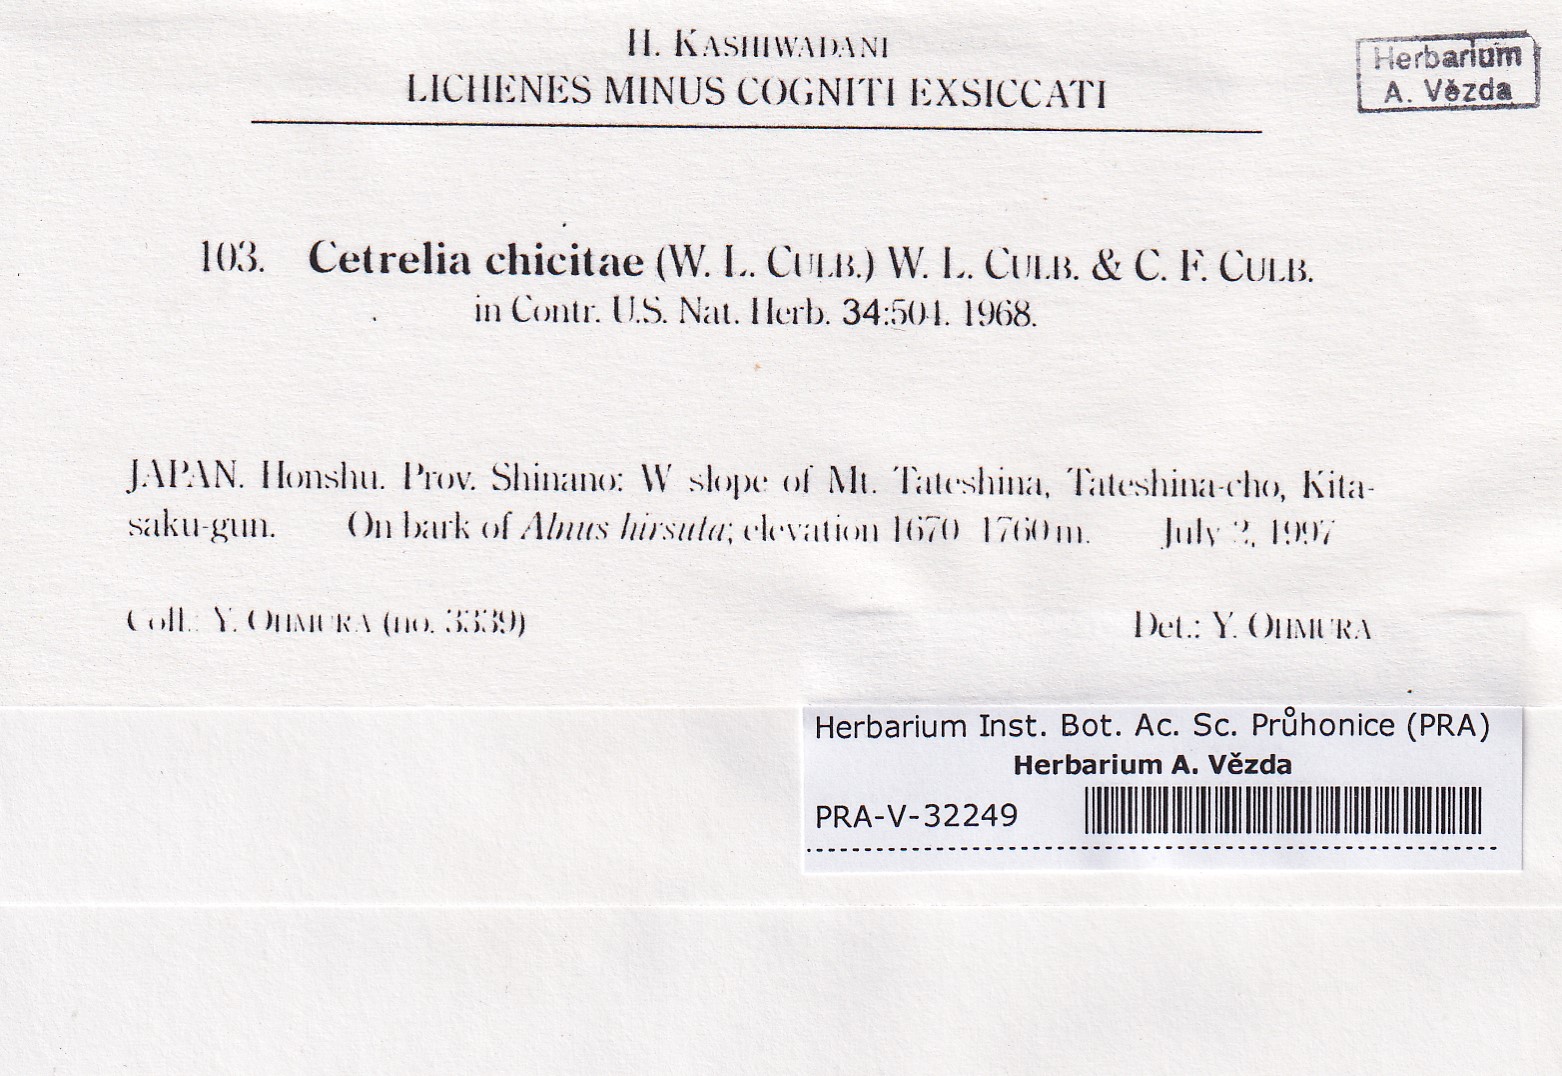 H. KASHIWADANI
LICHENES MINUS COGNITI EXSICCATI
Herbarium
A. Vězda
103. Cetrelia chicitae (W. L. CULB.) W. L. CULB. & C. F. CULB.
in Contr. U.S. Nat. Herb. 34:504. 1968.
JAPAN. Honshu. Prov. Shinano: W slope of Mt. Tateshina, Tateshina-cho, Kita-
saku-gun. On bark of Alnus hirsuta; elevation 1670 1760 m. July 2, 1997
Coll.: Y. OHMURA (no. 3339) Det.: Y. OHMURA
Herbarium Inst. Bot. Ac. Sc. Průhonice (PRA)
Herbarium A. Vězda
PRA-V-32249